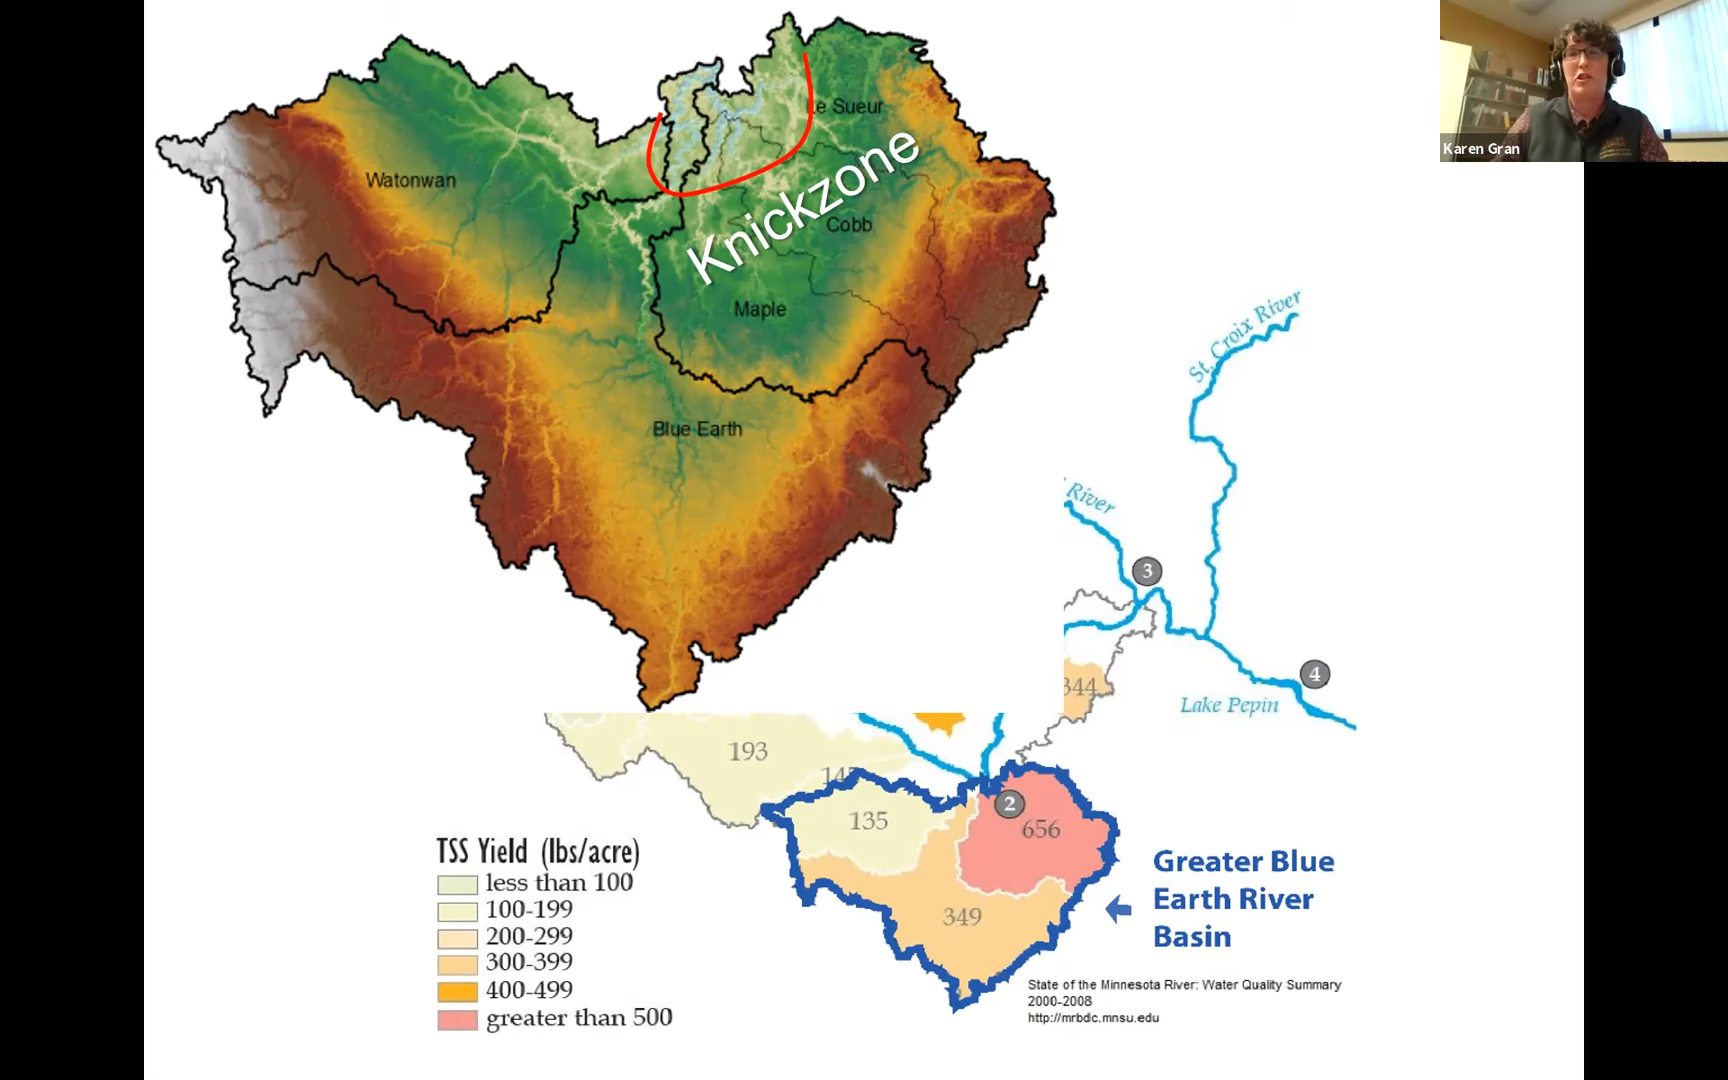 Karen Gran
Le Sueur
Watonwan
Knickzone
Cobb
Maple
Blue Earth
St. Croix River
River
3
4
344
Lake Pepin
193
2
135
656
349
TSS Yield (lbs/acre)
less than 100
100-199
200-299
300-399
400-499
greater than 500
Greater Blue
Earth River
Basin
State of the Minnesota River: Water Quality Summary
2000-2008
http://mrbdc.mnsu.edu